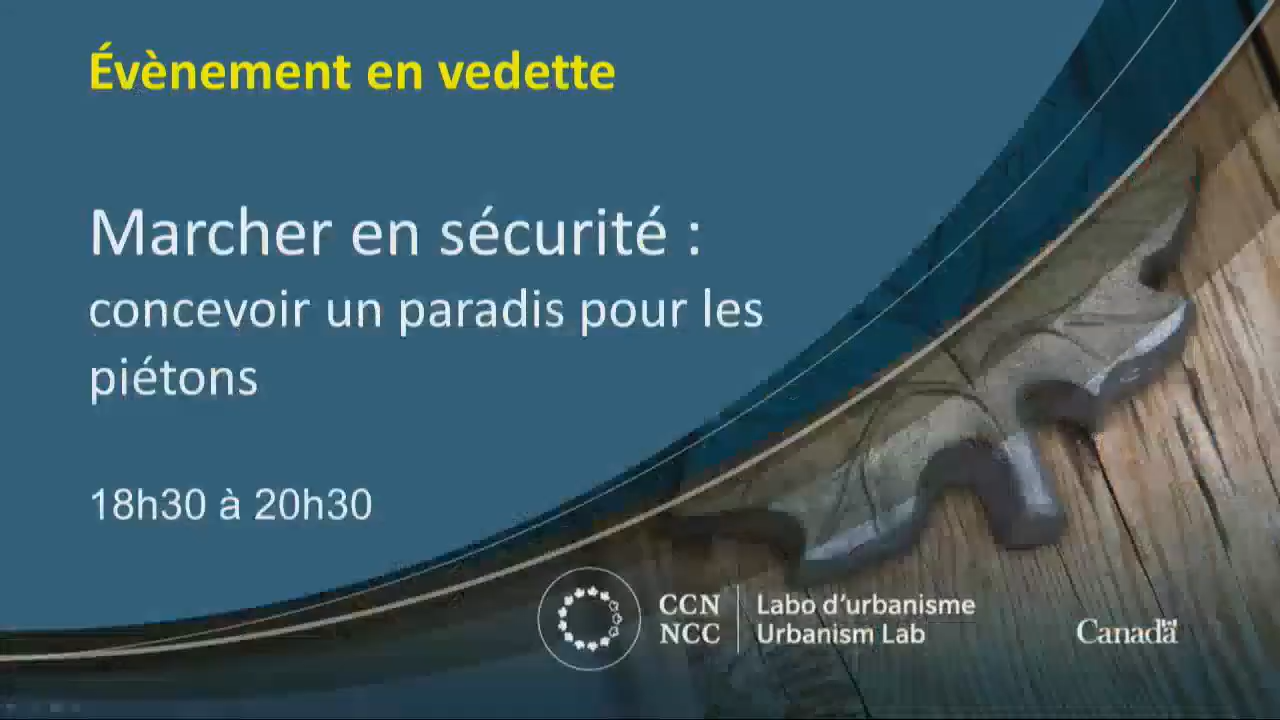 Évènement en vedette
Marcher en sécurité :
concevoir un paradis pour les
piétons
18h30 à 20h30
CCN
NCC
Labo d'urbanisme
Urbanism Lab
Canada